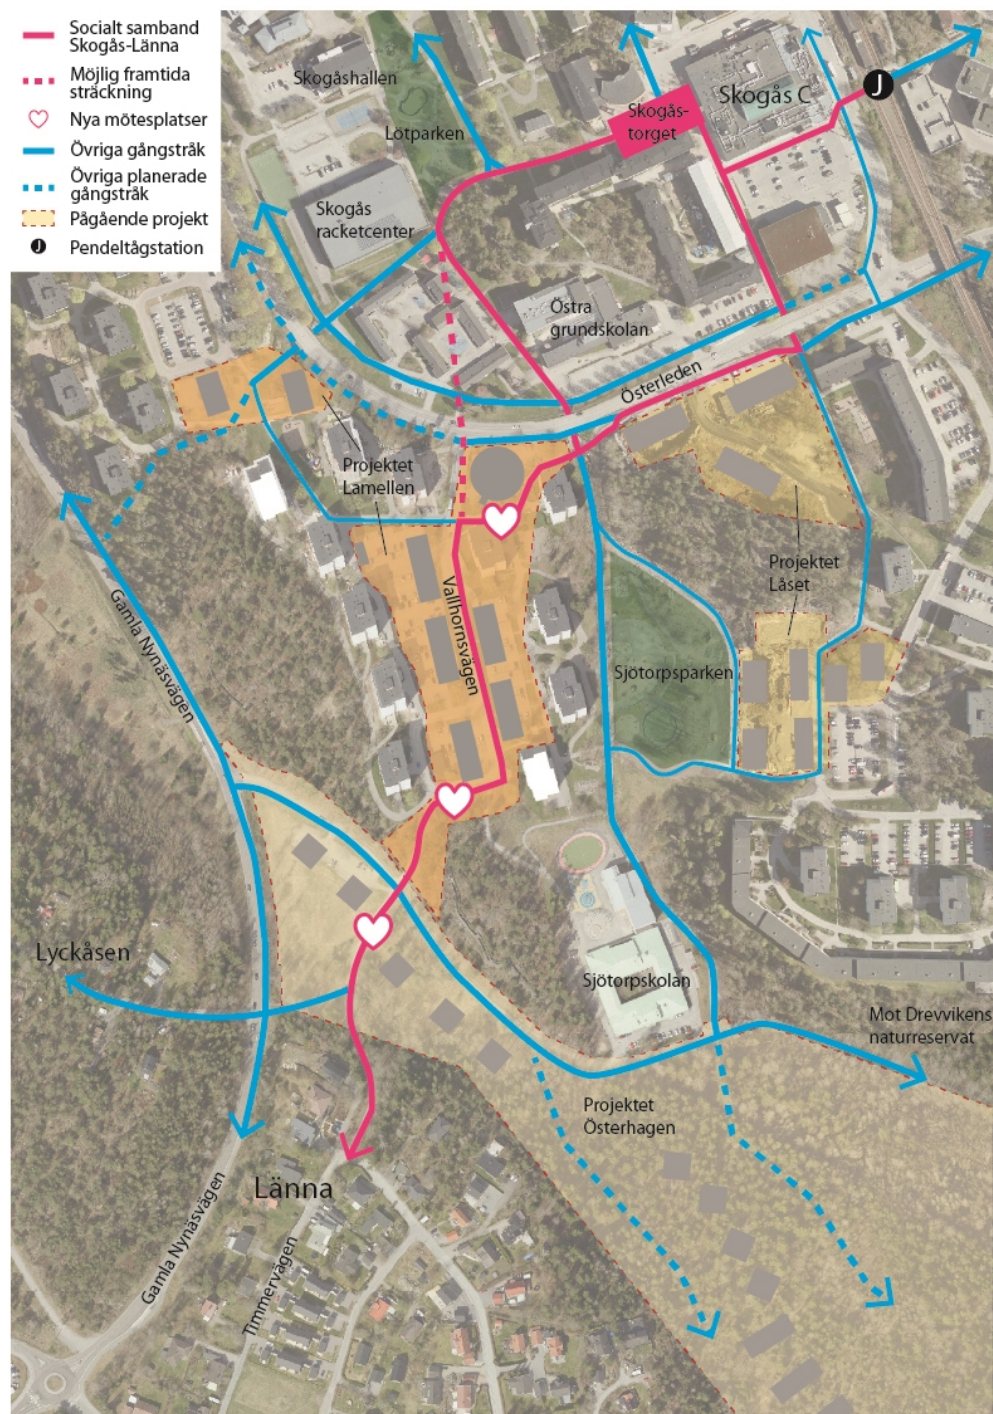 Socialt samband
Skogås-Länna
Möjlig framtida
sträckning
Nya mötesplatser
Övriga gångstråk
Övriga planerade
gångstråk
Pågående projekt
J
Pendeltågstation
Skogåshallen
Lötparken
Skogås-
torget
Skogås C
J
Skogås
racketcenter
Östra
grundskolan
Österleden
Projektet
Lamellen
Projektet
Låset
Vallhornsvägen
Gamla Nynäsvägen
Sjötorpsparken
Lyckåsen
Sjötorpskolan
Mot Drevvikens
naturreservat
Projektet
Österhagen
Länna
Gamla Nynäsvägen
Timmervägen